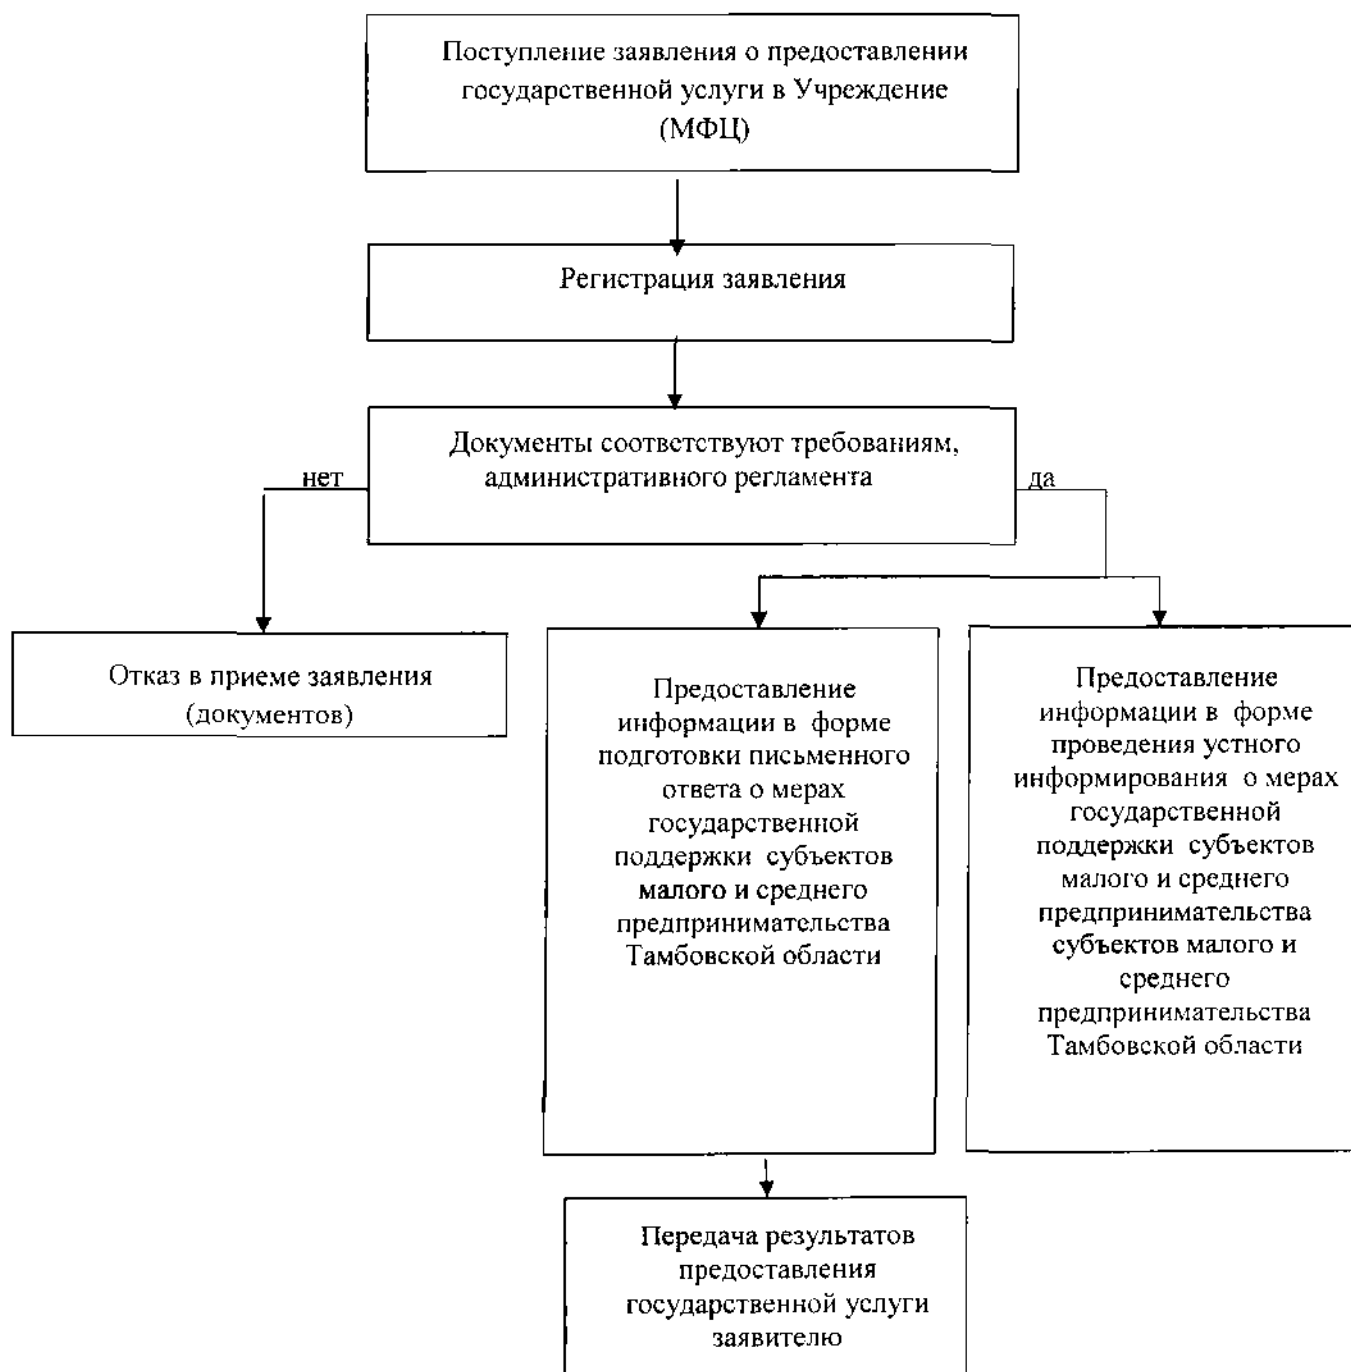 Поступление заявления о предоставлении
государственной услуги в Учреждение
(МФЦ)
Регистрация заявления
Документы соответствуют требованиям,
административного регламента
нет
да
Отказ в приеме заявления
(документов)
Предоставление
информации в форме
подготовки письменного
ответа о мерах
государственной
поддержки субъектов
малого и среднего
предпринимательства
Тамбовской области
Предоставление
информации в форме
проведения устного
информирования о мерах
государственной
поддержки субъектов
малого и среднего
предпринимательства
субъектов малого и
среднего
предпринимательства
Тамбовской области
Передача результатов
предоставления
государственной услуги
заявителю